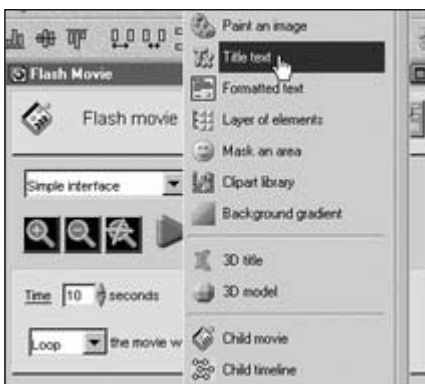 Paint an image
Title text
Formatted text
Layer of elements
Mask an area
Clipart library
Background gradient
3D title
3D model
Child movie
Child timeline
Flash Movie
Flash movie
Simple interface
Time 10 seconds
Loop the movie w